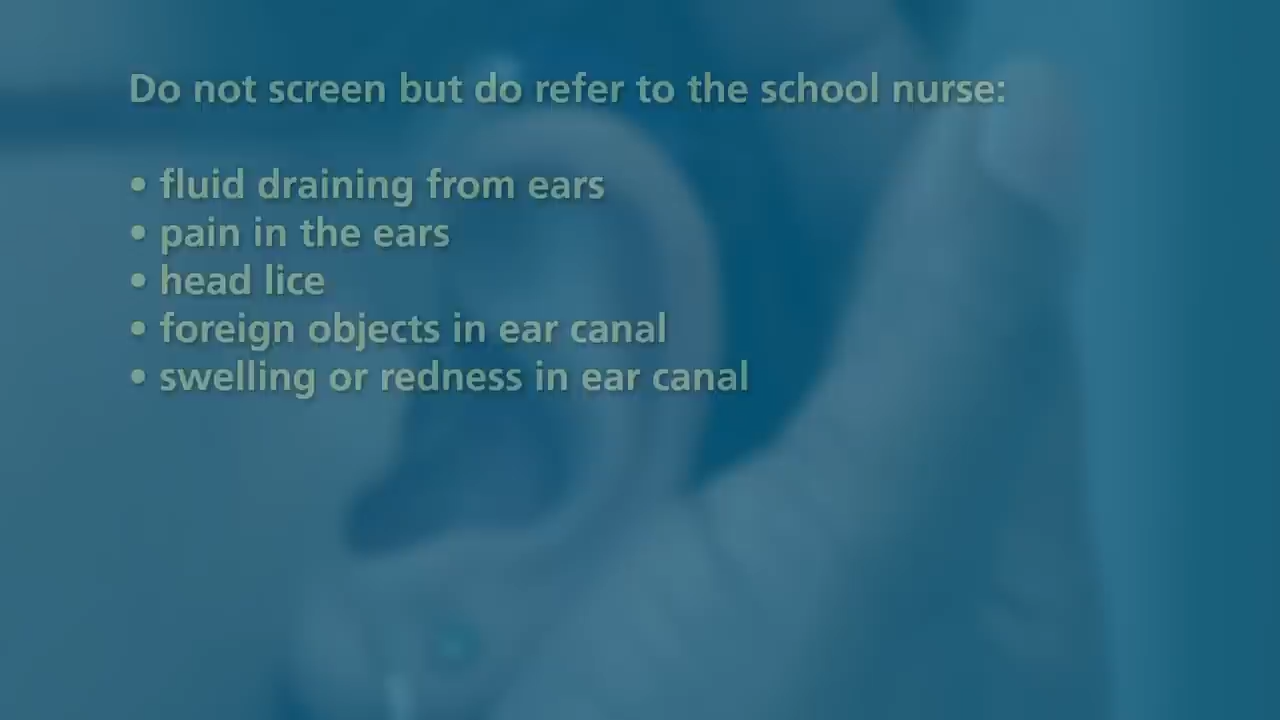 Do not screen but do refer to the school nurse:
• fluid draining from ears
• pain in the ears
• head lice
• foreign objects in ear canal
• swelling or redness in ear canal